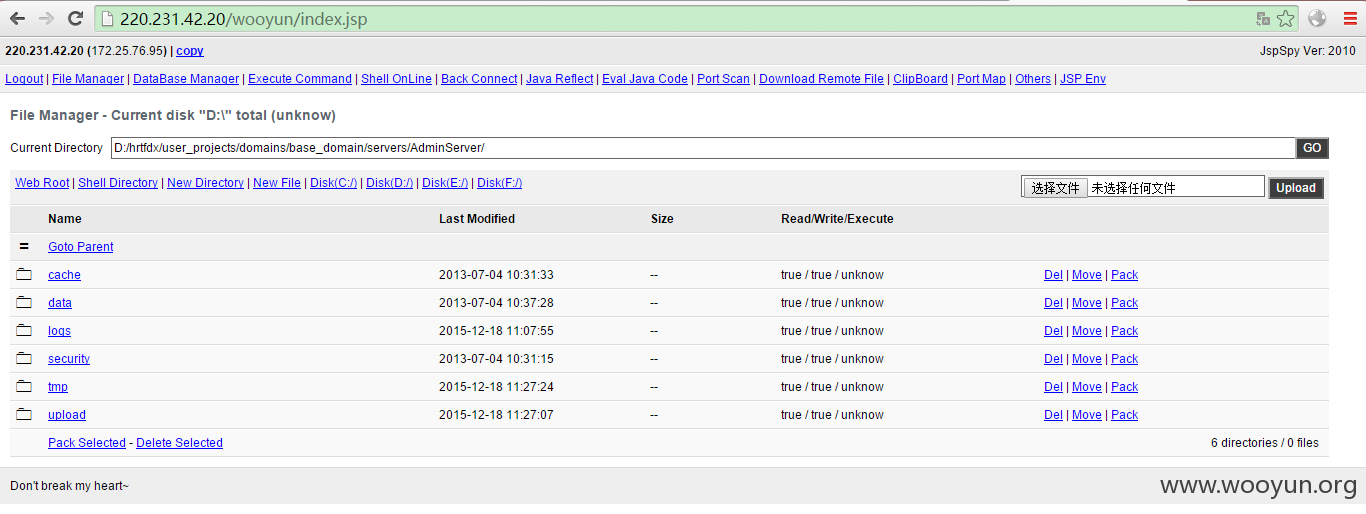 220.231.42.20/wooyun/index.jsp
220.231.42.20 (172.25.76.95) | copy JspSpy Ver: 2010
Logout | File Manager | DataBase Manager | Execute Command | Shell OnLine | Back Connect | Java Reflect | Eval Java Code | Port Scan | Download Remote File | ClipBoard | Port Map | Others | JSP Env
File Manager - Current disk "D:\" total (unknow)
Current Directory D:/hrtfdx/user_projects/domains/base_domain/servers/AdminServer/ GO
Web Root | Shell Directory | New Directory | New File | Disk(C:/) | Disk(D:/) | Disk(E:/) | Disk(F:/) 选择文件 未选择任何文件 Upload
Name Last Modified Size Read/Write/Execute
= Goto Parent
cache 2013-07-04 10:31:33 -- true / true / unknow Del | Move | Pack
data 2013-07-04 10:37:28 -- true / true / unknow Del | Move | Pack
logs 2015-12-18 11:07:55 -- true / true / unknow Del | Move | Pack
security 2013-07-04 10:31:15 -- true / true / unknow Del | Move | Pack
tmp 2015-12-18 11:27:24 -- true / true / unknow Del | Move | Pack
upload 2015-12-18 11:27:07 -- true / true / unknow Del | Move | Pack
Pack Selected - Delete Selected 6 directories / 0 files
Don't break my heart~
www.wooyun.org